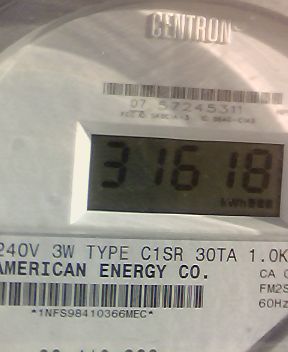 CENTRON
07 57245311
31618
kWh
240V 3W TYPE C1SR 30TA 1.0K
AMERICAN ENERGY CO.
CA
FM2S
60Hz
*1NFS98410366MEC*